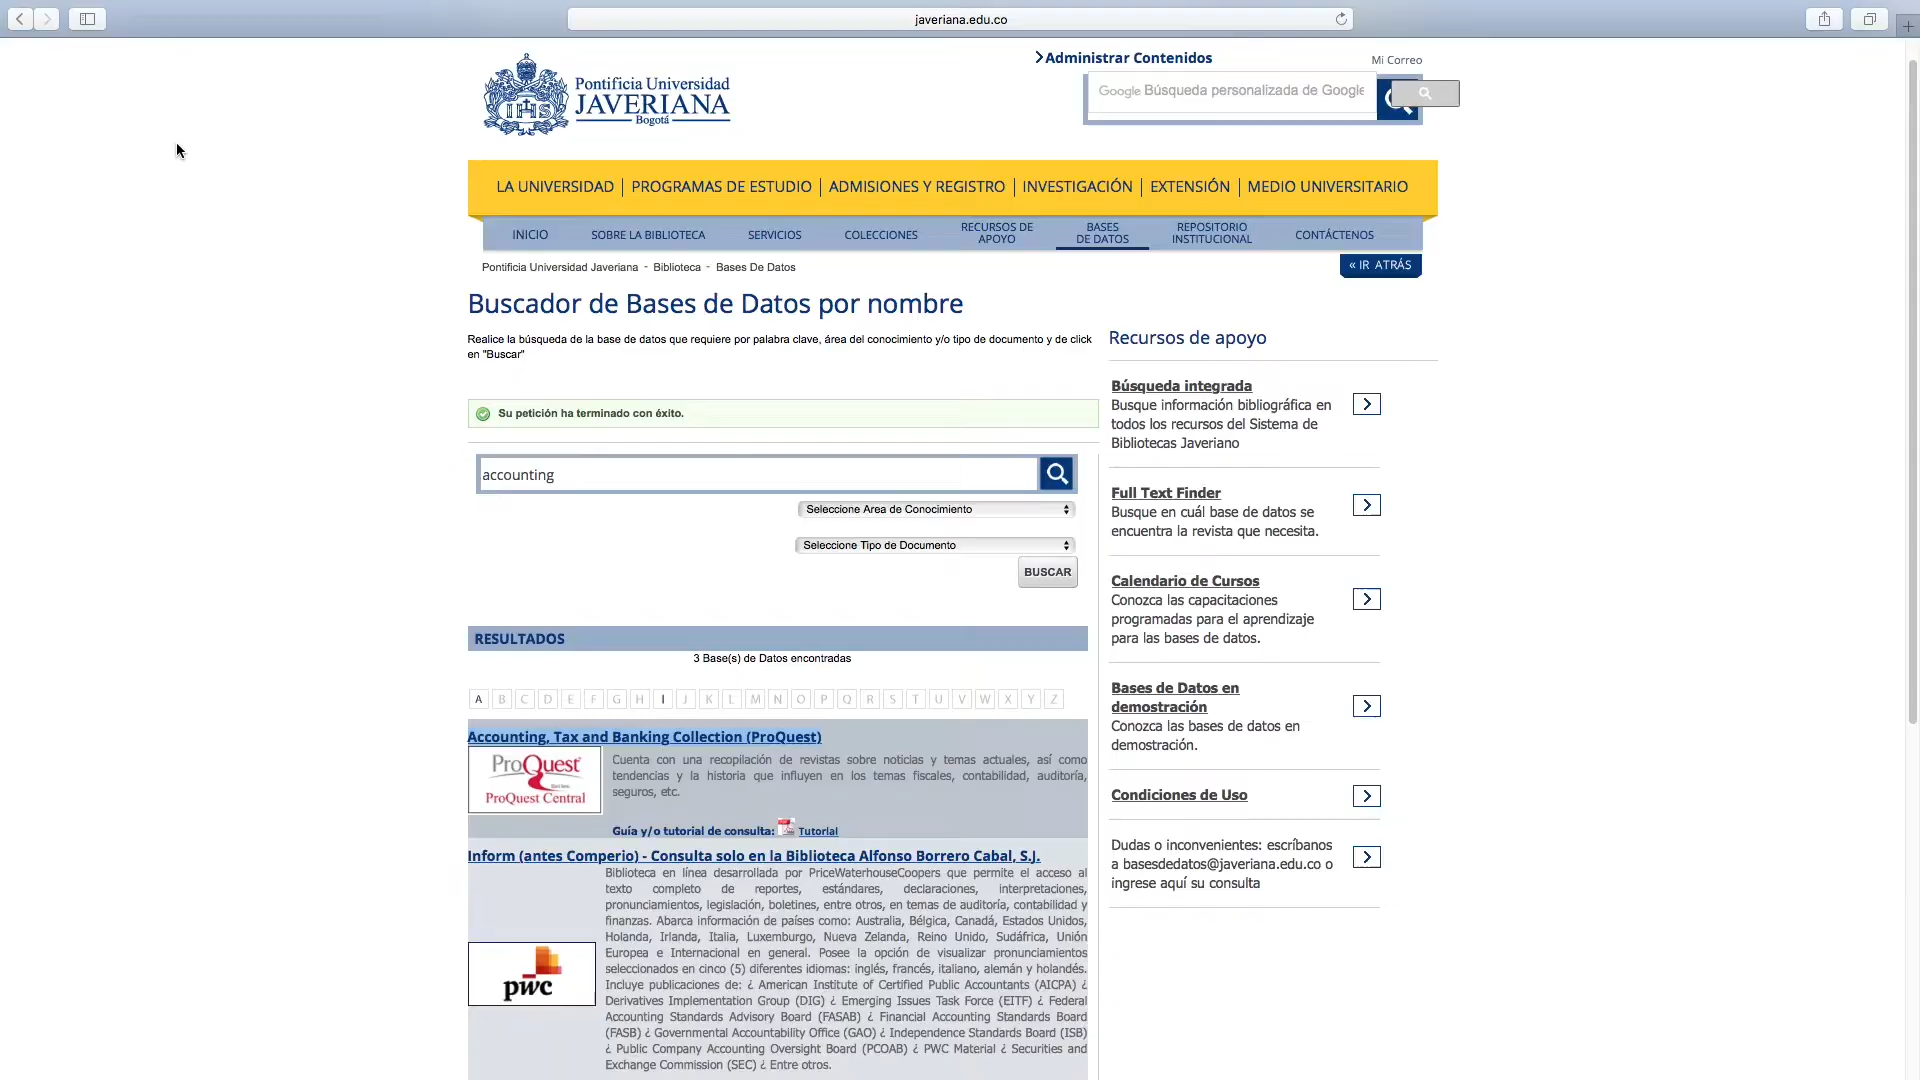 javeriana.edu.co
Administrar Contenidos
Mi Correo
Pontificia Universidad
JAVERIANA
Bogotá
Google Búsqueda personalizada de Google
LA UNIVERSIDAD | PROGRAMAS DE ESTUDIO | ADMISIONES Y REGISTRO | INVESTIGACIÓN | EXTENSIÓN | MEDIO UNIVERSITARIO
INICIO SOBRE LA BIBLIOTECA SERVICIOS COLECCIONES RECURSOS DE APOYO BASES DE DATOS REPOSITORIO INSTITUCIONAL CONTÁCTENOS
Pontificia Universidad Javeriana - Biblioteca - Bases De Datos
« IR ATRÁS
Buscador de Bases de Datos por nombre
Realice la búsqueda de la base de datos que requiere por palabra clave, área del conocimiento y/o tipo de documento y de click
en "Buscar"
Su petición ha terminado con éxito.
accounting
Seleccione Area de Conocimiento
Seleccione Tipo de Documento
BUSCAR
RESULTADOS
3 Base(s) de Datos encontradas
A B C D E F G H I J K L M N O P Q R S T U V W X Y Z
Accounting, Tax and Banking Collection (ProQuest)
ProQuest
ProQuest Central
Cuenta con una recopilación de revistas sobre noticias y temas actuales, así como
tendencias y la historia que influyen en los temas fiscales, contabilidad, auditoría,
seguros, etc.
Guía y/o tutorial de consulta: Tutorial
Inform (antes Comperio) - Consulta solo en la Biblioteca Alfonso Borrero Cabal, S.J.
pwc
Biblioteca en línea desarrollada por PriceWaterhouseCoopers que permite el acceso al
texto completo de reportes, estándares, declaraciones, interpretaciones,
pronunciamientos, legislación, boletines, entre otros, en temas de auditoría, contabilidad y
finanzas. Abarca información de países como: Australia, Bélgica, Canadá, Estados Unidos,
Holanda, Irlanda, Italia, Luxemburgo, Nueva Zelanda, Reino Unido, Sudáfrica, Unión
Europea e Internacional en general. Posee la opción de visualizar pronunciamientos
seleccionados en cinco (5) diferentes idiomas: inglés, francés, italiano, alemán y holandés.
Incluye publicaciones de: ¿ American Institute of Certified Public Accountants (AICPA) ¿
Derivatives Implementation Group (DIG) ¿ Emerging Issues Task Force (EITF) ¿ Federal
Accounting Standards Advisory Board (FASAB) ¿ Financial Accounting Standards Board
(FASB) ¿ Governmental Accountability Office (GAO) ¿ Independence Standards Board (ISB)
¿ Public Company Accounting Oversight Board (PCOAB) ¿ PWC Material ¿ Securities and
Exchange Commission (SEC) ¿ Entre otros.
Recursos de apoyo
Búsqueda integrada
Busque información bibliográfica en
todos los recursos del Sistema de
Bibliotecas Javeriano
Full Text Finder
Busque en cuál base de datos se
encuentra la revista que necesita.
Calendario de Cursos
Conozca las capacitaciones
programadas para el aprendizaje
para las bases de datos.
Bases de Datos en
demostración
Conozca las bases de datos en
demostración.
Condiciones de Uso
Dudas o inconvenientes: escríbanos
a basesdedatos@javeriana.edu.co o
ingrese aquí su consulta